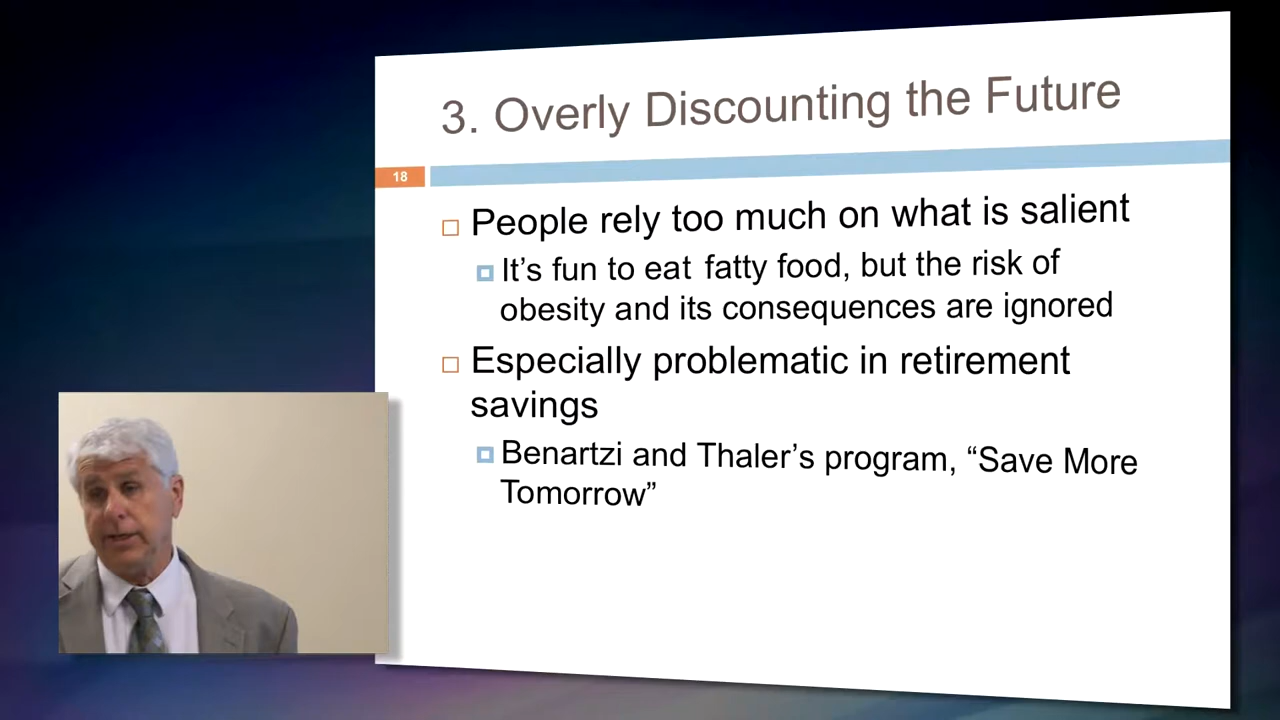 3. Overly Discounting the Future
18
People rely too much on what is salient
It’s fun to eat fatty food, but the risk of
obesity and its consequences are ignored
Especially problematic in retirement
savings
Benartzi and Thaler’s program, “Save More
Tomorrow”